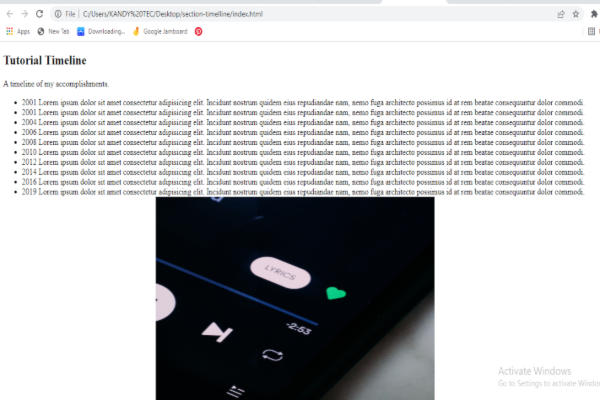 File | C:/Users/KANDY%20TEC/Desktop/section-timelline/index.html
Apps New Tab Downloading... Google Jamboard
Tutorial Timeline
A timeline of my accomplishments.
2001 Lorem ipsum dolor sit amet consectetur adipisicing elit. Incidunt nostrum quidem eius repudiandae nam, nemo fuga architecto possimus id at rem beatae consequuntur dolor commodi.
2001 Lorem ipsum dolor sit amet consectetur adipisicing elit. Incidunt nostrum quidem eius repudiandae nam, nemo fuga architecto possimus id at rem beatae consequuntur dolor commodi.
2004 Lorem ipsum dolor sit amet consectetur adipisicing elit. Incidunt nostrum quidem eius repudiandae nam, nemo fuga architecto possimus id at rem beatae consequuntur dolor commodi.
2006 Lorem ipsum dolor sit amet consectetur adipisicing elit. Incidunt nostrum quidem eius repudiandae nam, nemo fuga architecto possimus id at rem beatae consequuntur dolor commodi.
2008 Lorem ipsum dolor sit amet consectetur adipisicing elit. Incidunt nostrum quidem eius repudiandae nam, nemo fuga architecto possimus id at rem beatae consequuntur dolor commodi.
2010 Lorem ipsum dolor sit amet consectetur adipisicing elit. Incidunt nostrum quidem eius repudiandae nam, nemo fuga architecto possimus id at rem beatae consequuntur dolor commodi.
2012 Lorem ipsum dolor sit amet consectetur adipisicing elit. Incidunt nostrum quidem eius repudiandae nam, nemo fuga architecto possimus id at rem beatae consequuntur dolor commodi.
2014 Lorem ipsum dolor sit amet consectetur adipisicing elit. Incidunt nostrum quidem eius repudiandae nam, nemo fuga architecto possimus id at rem beatae consequuntur dolor commodi.
2016 Lorem ipsum dolor sit amet consectetur adipisicing elit. Incidunt nostrum quidem eius repudiandae nam, nemo fuga architecto possimus id at rem beatae consequuntur dolor commodi.
2019 Lorem ipsum dolor sit amet consectetur adipisicing elit. Incidunt nostrum quidem eius repudiandae nam, nemo fuga architecto possimus id at rem beatae consequuntur dolor commodi.
LYRICS
-2:53
Activate Windows
Go to Settings to activate Windows